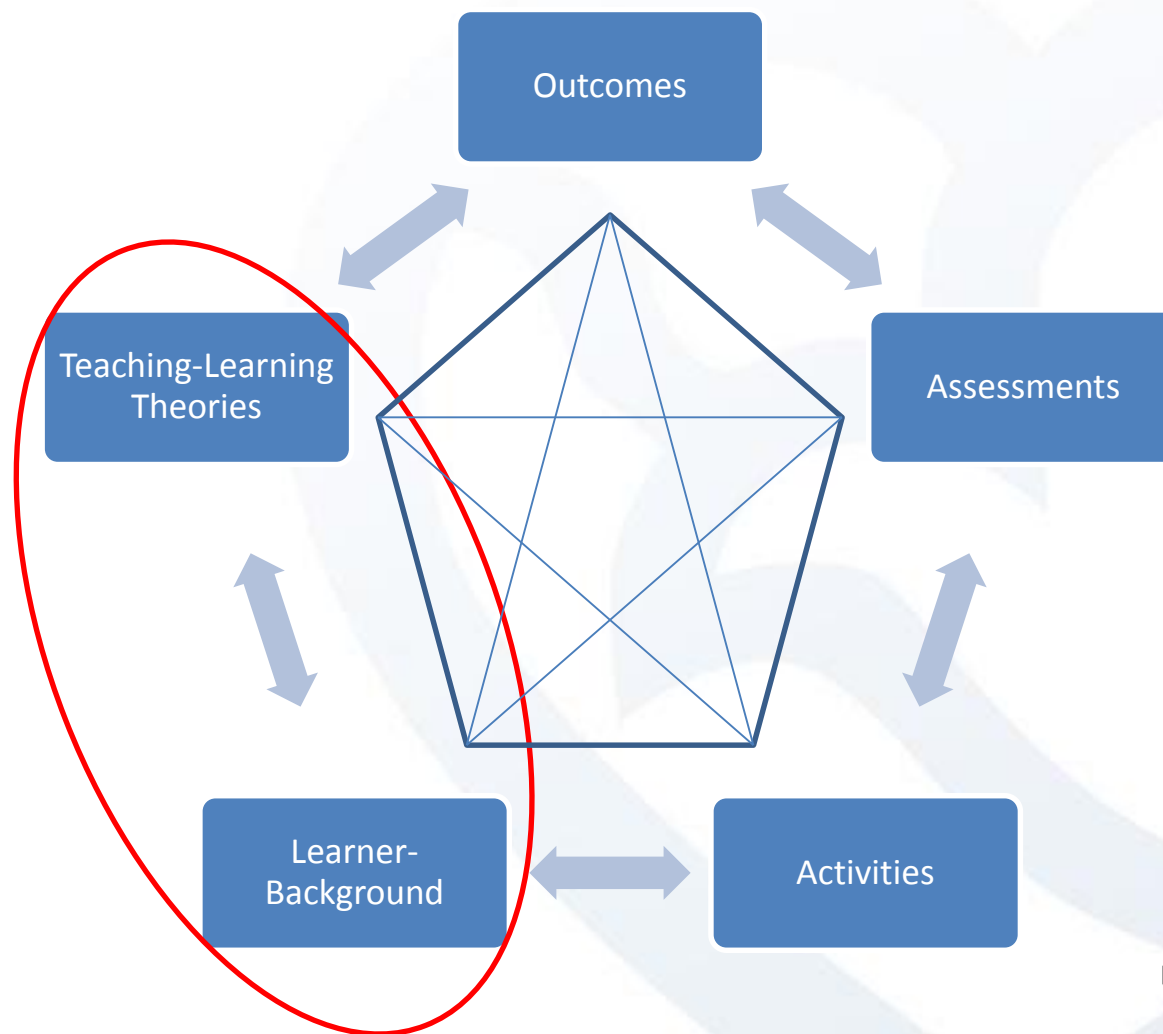 Outcomes
Teaching-Learning
Theories
Assessments
Learner-
Background
Activities